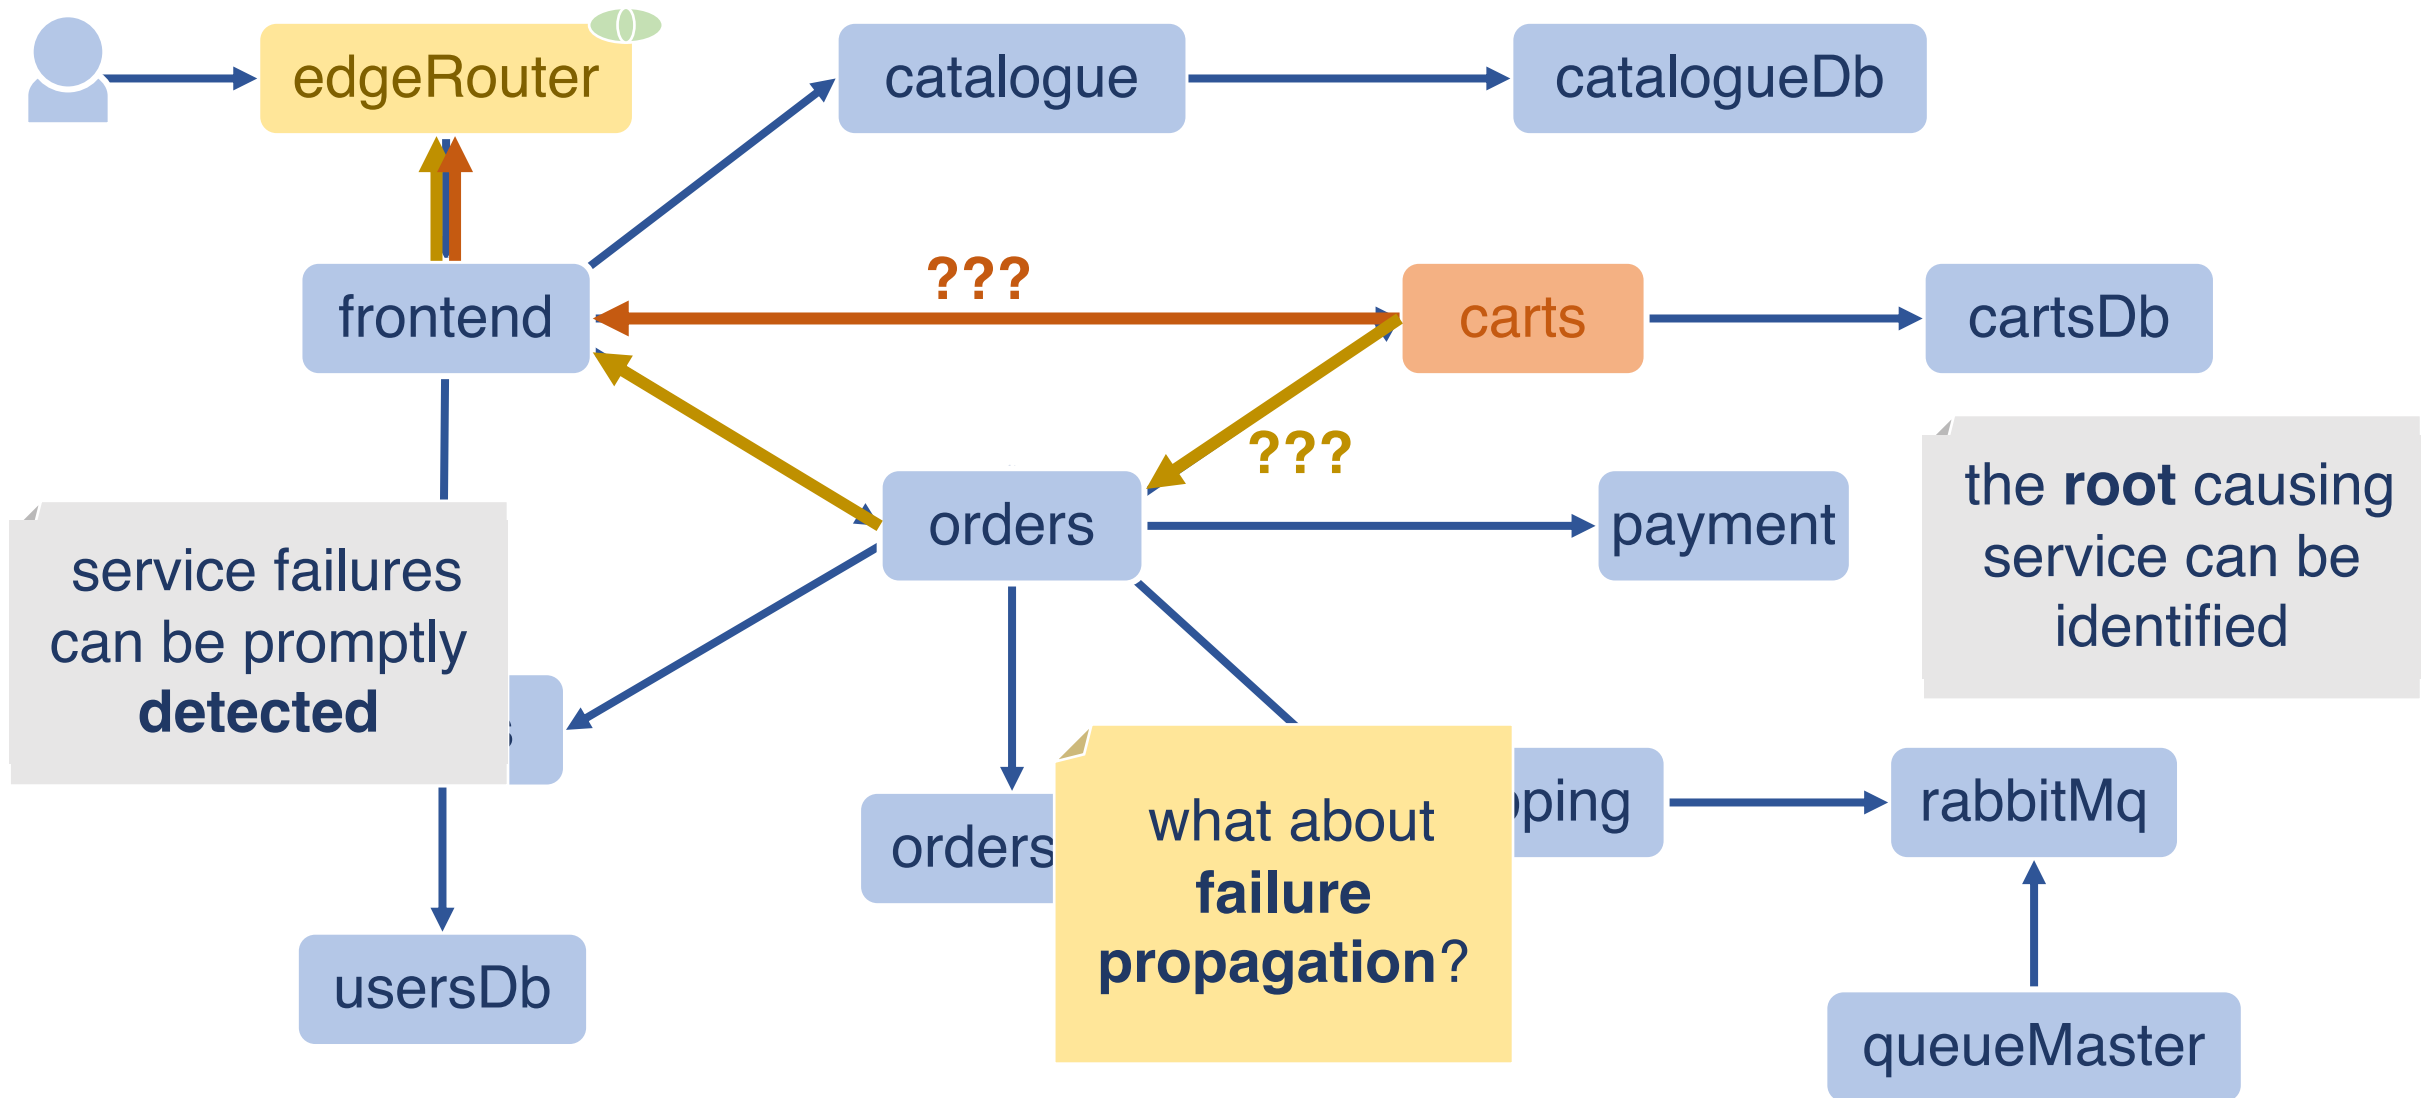 edgeRouter
catalogue
catalogueDb
???
frontend
carts
cartsDb
???
the root causing
service can be
identified
orders
payment
service failures
can be promptly
detected
s
orders
pping
rabbitMq
what about
failure
propagation?
usersDb
queueMaster